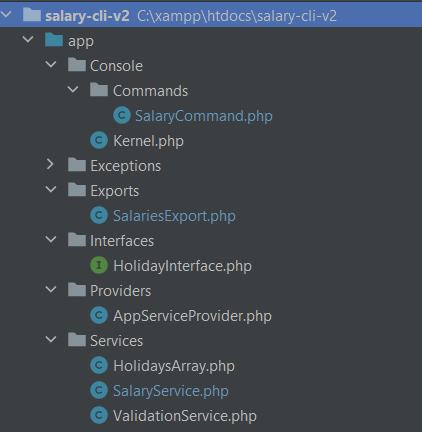 salary-cli-v2 C:\xampp\htdocs\salary-cli-v2
app
Console
Commands
C SalaryCommand.php
C Kernel.php
Exceptions
Exports
C SalariesExport.php
Interfaces
I HolidayInterface.php
Providers
C AppServiceProvider.php
Services
C HolidaysArray.php
C SalaryService.php
C ValidationService.php